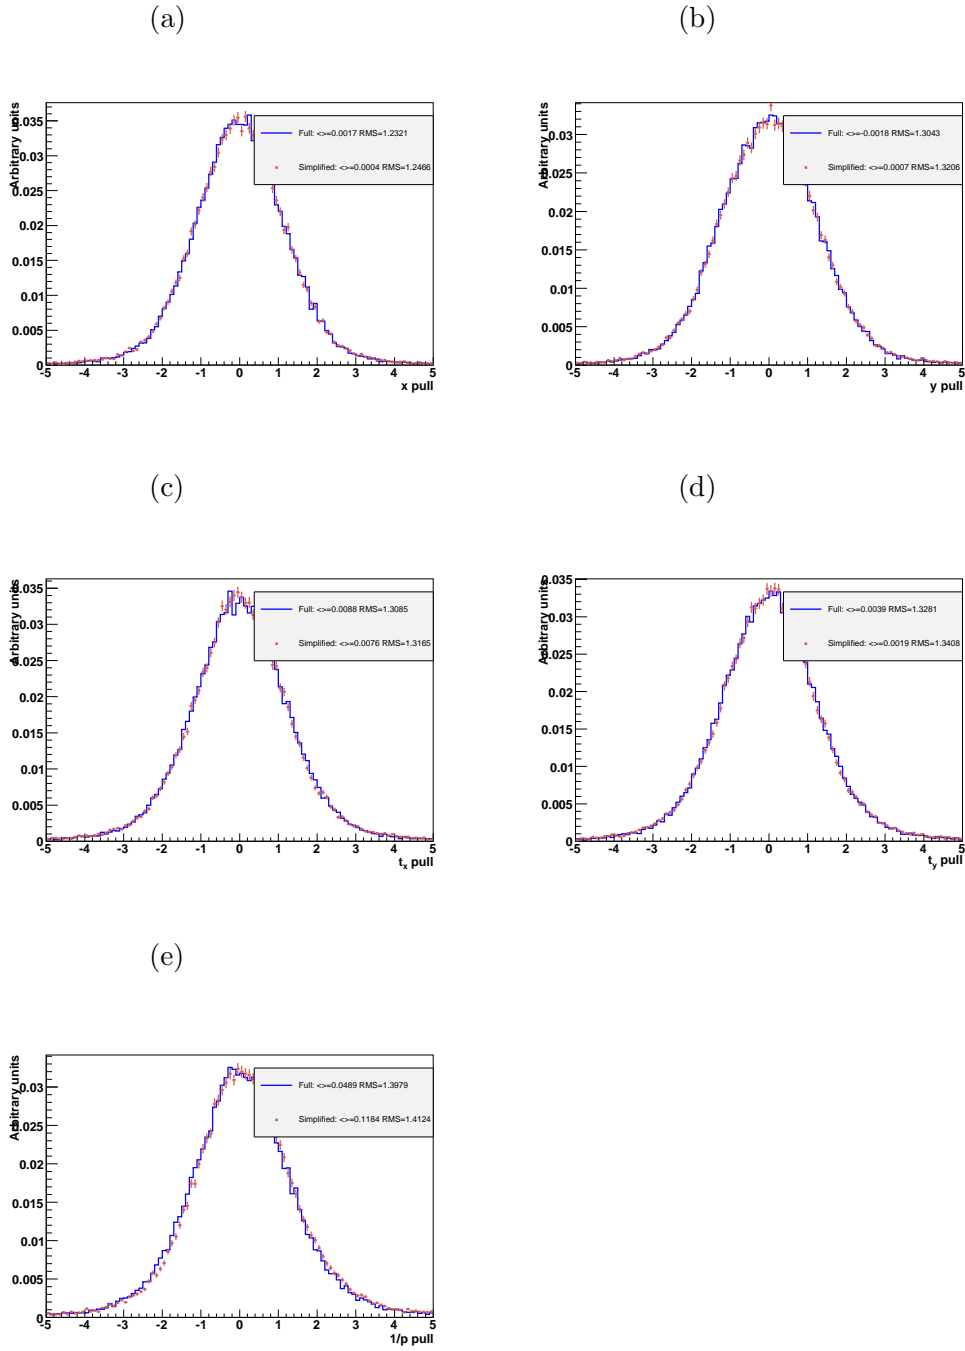 (a)
(b)
Arbitrary units
0.035
0.03
0.025
0.02
0.015
0.01
0.005
0
Full: <>=0.0017 RMS=1.2321
Simplified: <>=0.0004 RMS=1.2466
-5 -4 -3 -2 -1 0 1 2 3 4 5
x pull
Arbitrary units
0.03
0.025
0.02
0.015
0.01
0.005
0
Full: <>=-0.0018 RMS=1.3043
Simplified: <>=0.0007 RMS=1.3206
-5 -4 -3 -2 -1 0 1 2 3 4 5
y pull
(c)
(d)
Arbitrary units
0.035
0.03
0.025
0.02
0.015
0.01
0.005
0
Full: <>=0.0088 RMS=1.3085
Simplified: <>=0.0076 RMS=1.3165
-5 -4 -3 -2 -1 0 1 2 3 4 5
tx pull
Arbitrary units
0.035
0.03
0.025
0.02
0.015
0.01
0.005
0
Full: <>=0.0039 RMS=1.3281
Simplified: <>=0.0019 RMS=1.3408
-5 -4 -3 -2 -1 0 1 2 3 4 5
ty pull
(e)
Arbitrary units
0.03
0.025
0.02
0.015
0.01
0.005
0
Full: <>=0.0489 RMS=1.3979
Simplified: <>=0.1184 RMS=1.4124
-5 -4 -3 -2 -1 0 1 2 3 4 5
1/p pull